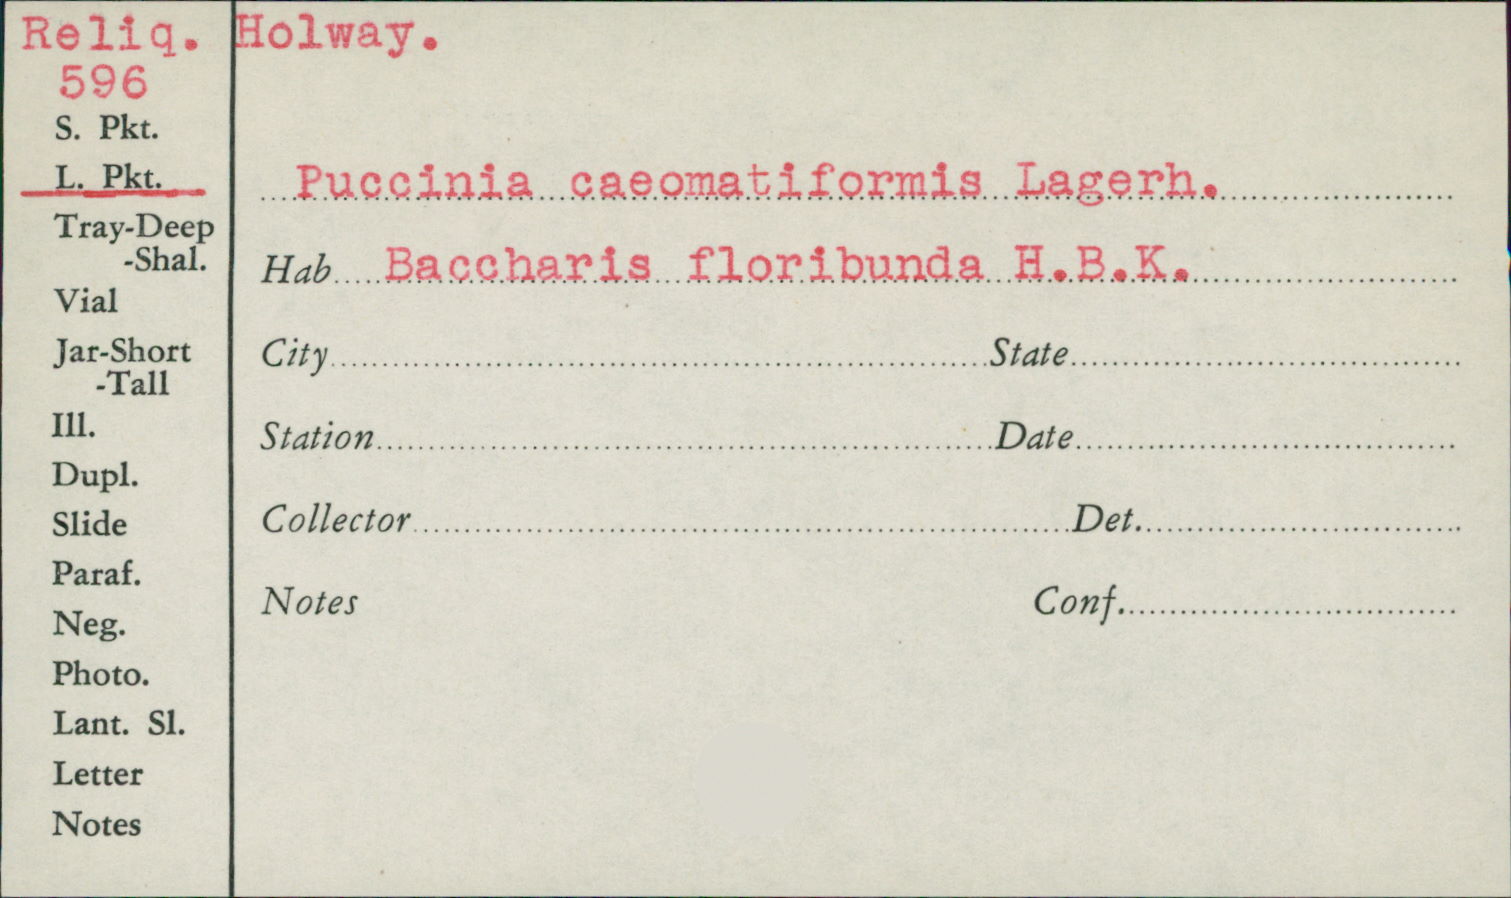 Reliq. Holway.
596
S. Pkt.
L. Pkt.
Tray-Deep
-Shal.
Vial
Jar-Short
-Tall
Ill.
Dupl.
Slide
Paraf.
Neg.
Photo.
Lant. Sl.
Letter
Notes
Puccinia caeomatiformis Lagerh.
Hab Baccharis floribunda H.B.K.
City State
Station Date
Collector Det.
Notes Conf.